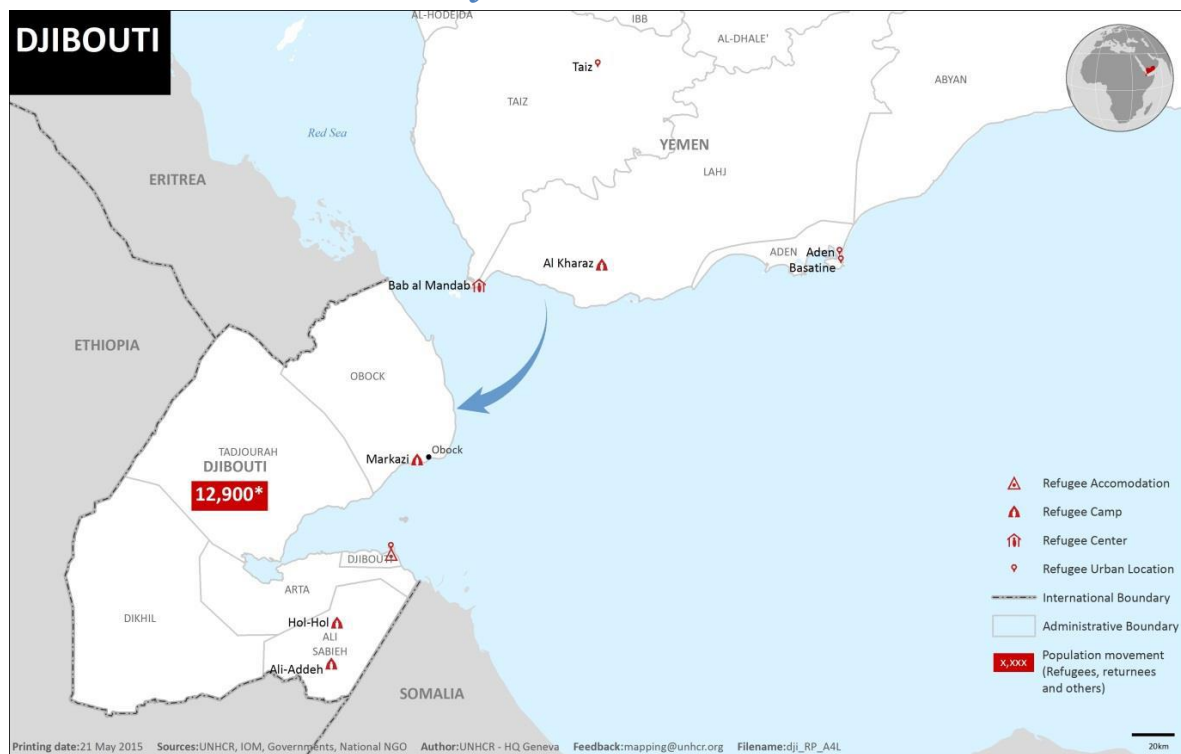 DJIBOUTI
AL-HODEIDA
IBB
AL-DHALE'
Taiz
ABYAN
TAIZ
Red Sea
YEMEN
LAHJ
ERITREA
ADEN
Aden
Basatine
Al Kharaz
Bab al Mandab
ETHIOPIA
OBOCK
TADJOURAH
DJIBOUTI
12,900*
Markazi
Obock
DJIBOUTI
ARTA
DIKHIL
Hol-Hol
ALI
SABIEH
Ali-Addeh
SOMALIA
Refugee Accomodation
Refugee Camp
Refugee Center
Refugee Urban Location
International Boundary
Administrative Boundary
x,xxx
Population movement
(Refugees, returnees
and others)
20km
Printing date:21 May 2015 Sources:UNHCR, IOM, Governments, National NGO Author:UNHCR - HQ Geneva Feedback:mapping@unhcr.org Filename:dji_RP_A4L